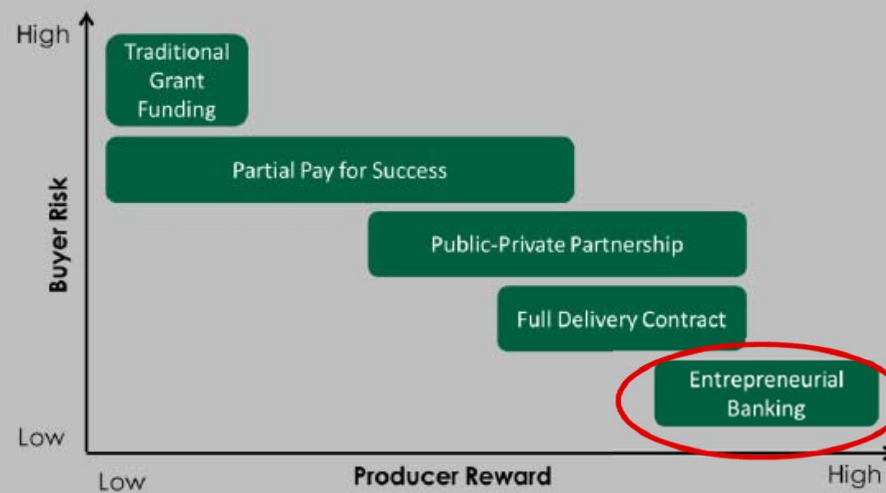 High
Traditional
Grant
Funding
Partial Pay for Success
Public-Private Partnership
Full Delivery Contract
Entrepreneurial
Banking
Buyer Risk
Low
Low
Producer Reward
High